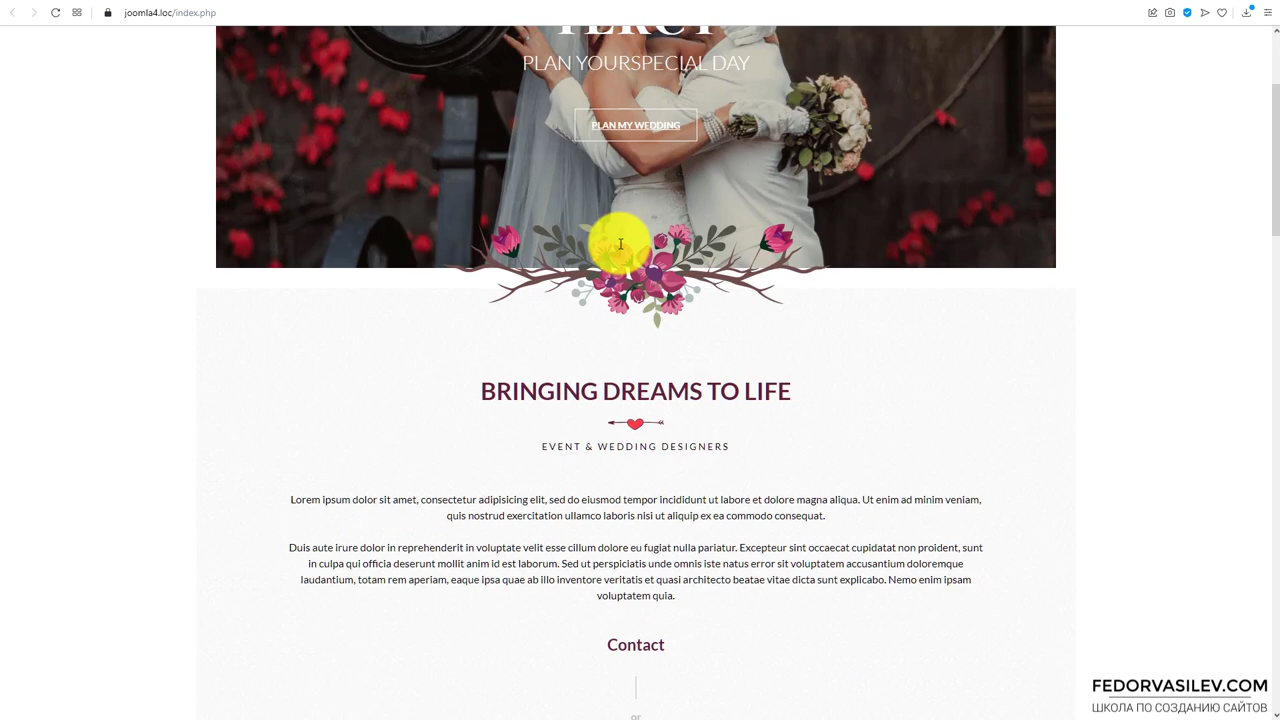 joomla4.loc/index.php
PLAN YOURSPECIAL DAY
PLAN MY WEDDING
BRINGING DREAMS TO LIFE
EVENT & WEDDING DESIGNERS
Lorem ipsum dolor sit amet, consectetur adipisicing elit, sed do eiusmod tempor incididunt ut labore et dolore magna aliqua. Ut enim ad minim veniam,
quis nostrud exercitation ullamco laboris nisi ut aliquip ex ea commodo consequat.
Duis aute irure dolor in reprehenderit in voluptate velit esse cillum dolore eu fugiat nulla pariatur. Excepteur sint occaecat cupidatat non proident, sunt
in culpa qui officia deserunt mollit anim id est laborum. Sed ut perspiciatis unde omnis iste natus error sit voluptatem accusantium doloremque
laudantium, totam rem aperiam, eaque ipsa quae ab illo inventore veritatis et quasi architecto beatae vitae dicta sunt explicabo. Nemo enim ipsam
voluptatem quia.
Contact
or
FEDORVASILEV.COM
ШКОЛА ПО СОЗДАНИЮ САЙТОВ